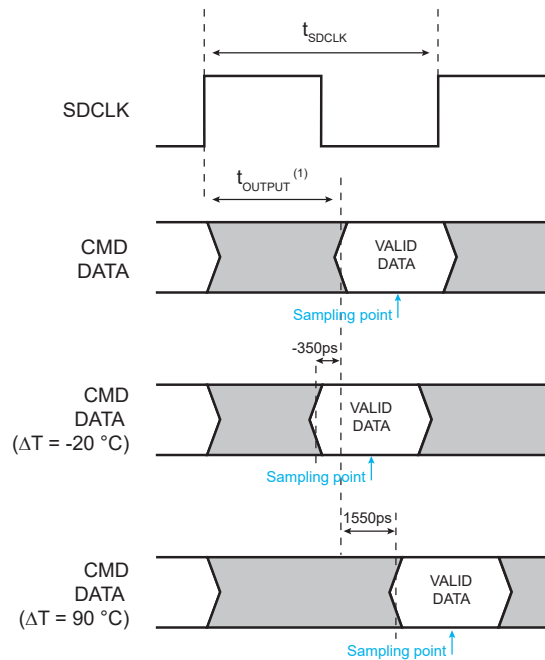 tSDCLK
SDCLK
tOUTPUT (1)
CMD
DATA
VALID
DATA
Sampling point
-350ps
CMD
DATA
(ΔT = -20 °C)
VALID
DATA
Sampling point
1550ps
CMD
DATA
(ΔT = 90 °C)
VALID
DATA
Sampling point